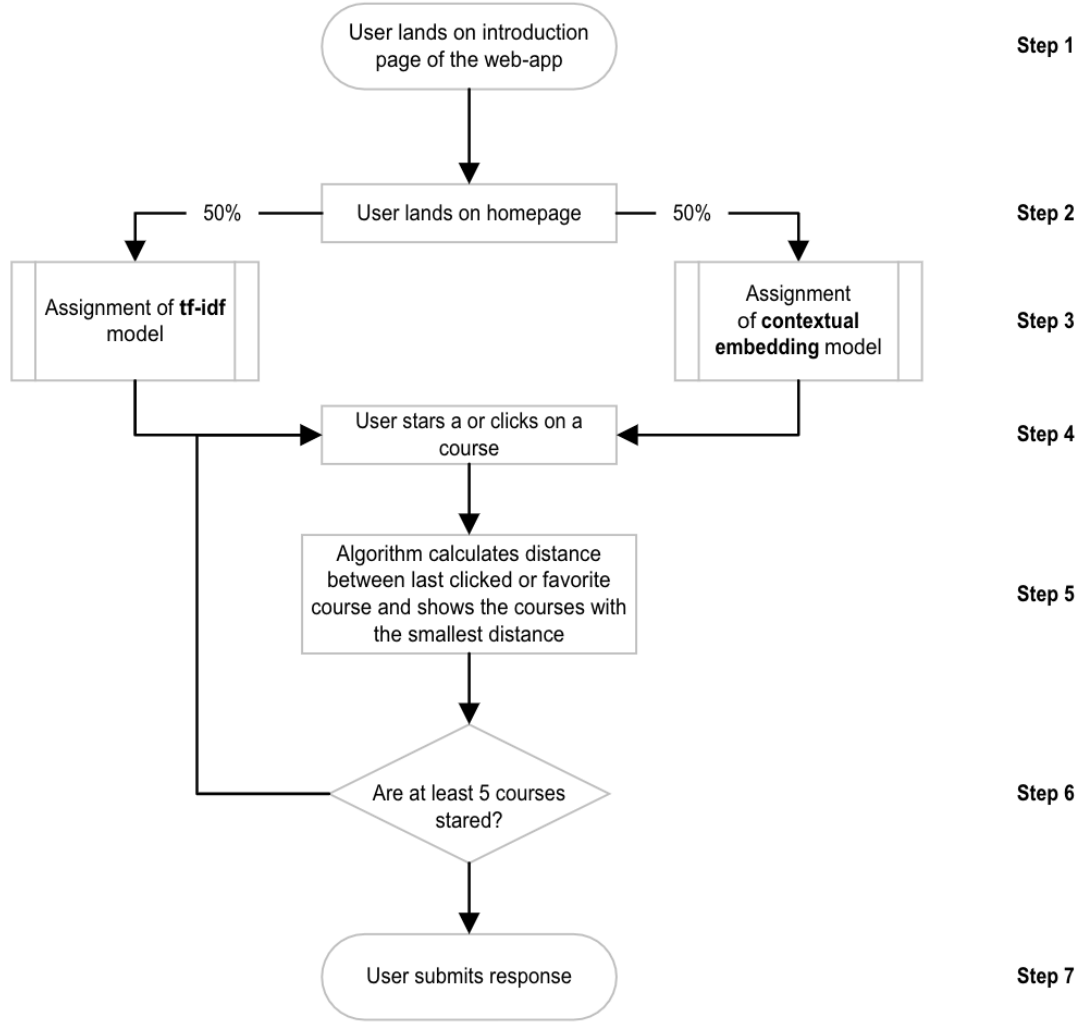 User lands on introduction
page of the web-app
Step 1
50%
User lands on homepage
50%
Step 2
Assignment of tf-idf
model
Assignment
of contextual
embedding model
Step 3
User stars a or clicks on a
course
Step 4
Algorithm calculates distance
between last clicked or favorite
course and shows the courses with
the smallest distance
Step 5
Are at least 5 courses
stared?
Step 6
User submits response
Step 7